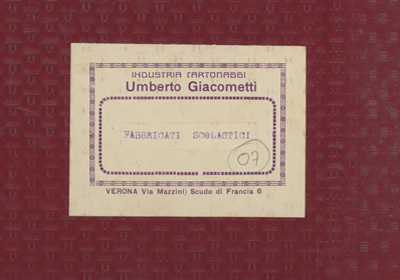 INDUSTRIA CARTONAGGI
Umberto Giacometti
FABBRICATI SCOLASTICI
07
VERONA Via Mazzini) Scudo di Francia 6